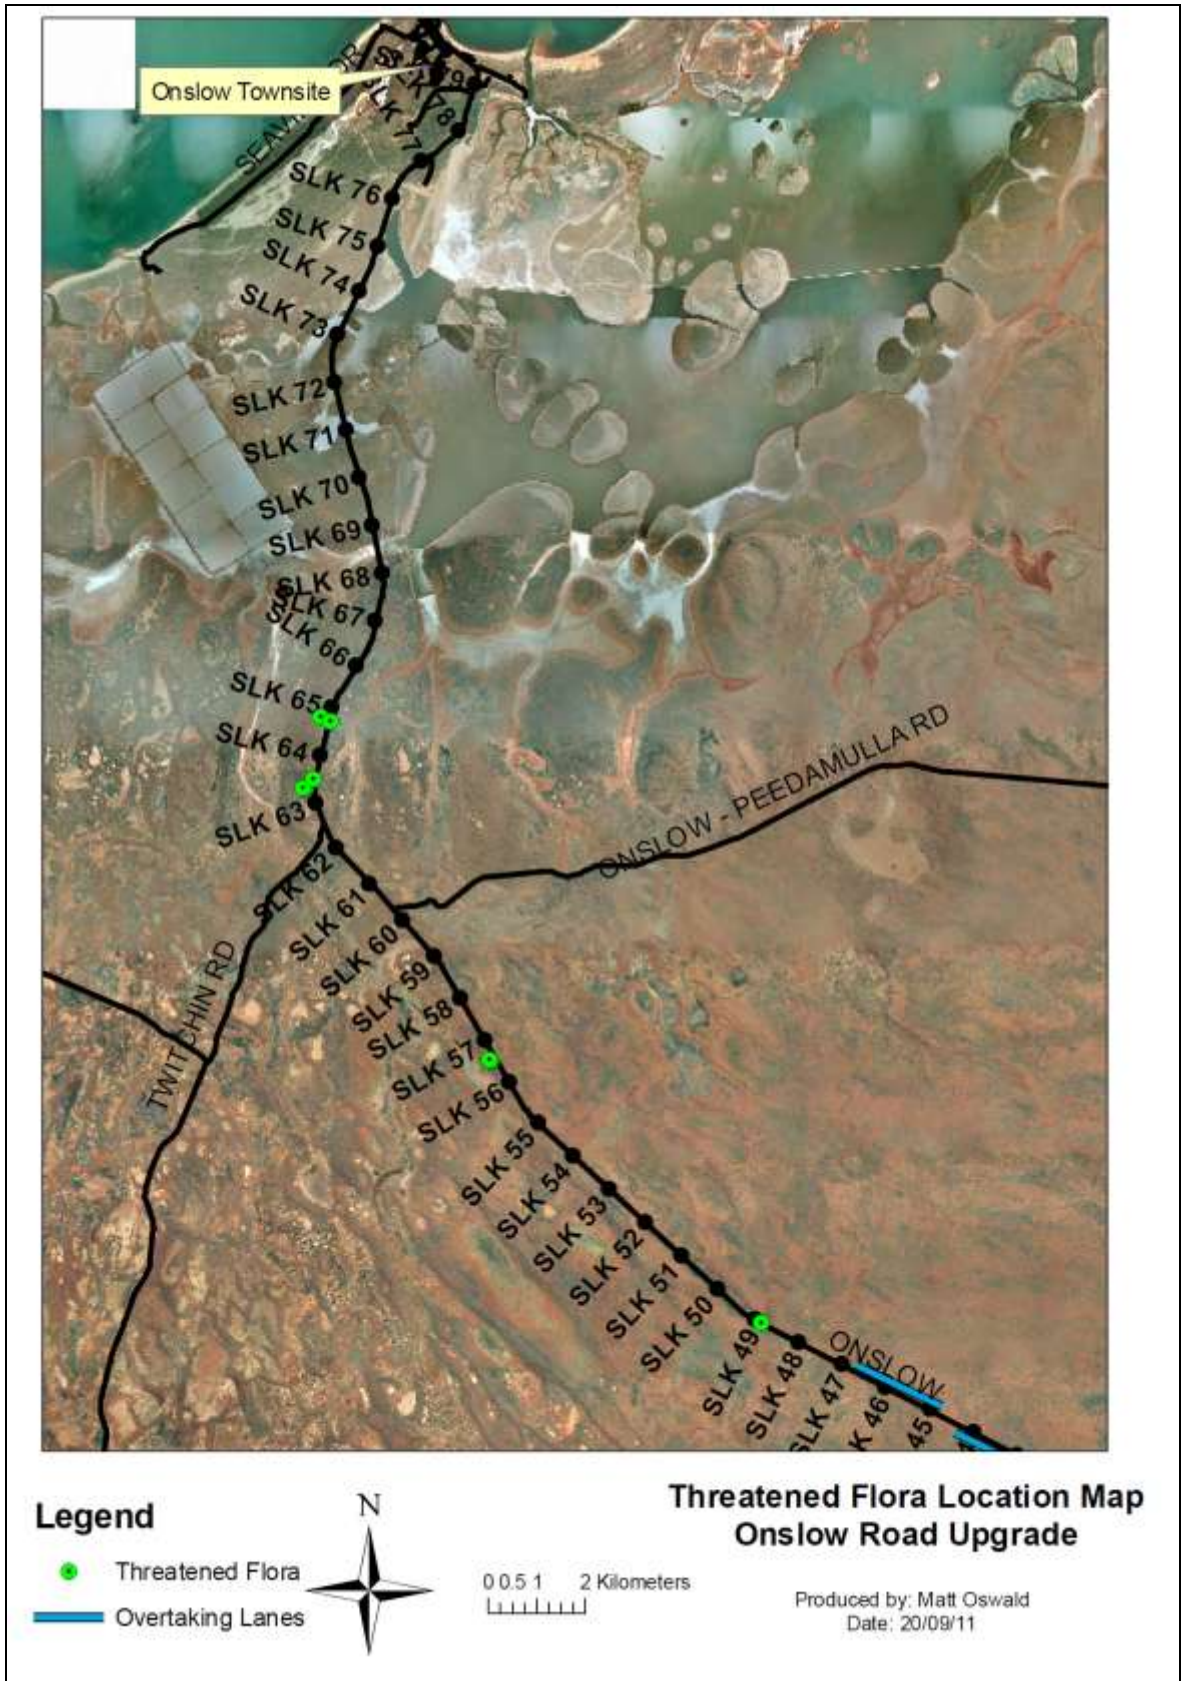 Onslow Townsite
79
78
SLK 77
SLK 76
SLK 75
SLK 74
SLK 73
SLK 72
SLK 71
SLK 70
SLK 69
SLK 68
SLK 67
SLK 66
SLK 65
SLK 64
SLK 63
SLK 62
SLK 61
SLK 60
SLK 59
SLK 58
SLK 57
SLK 56
SLK 55
SLK 54
SLK 53
SLK 52
SLK 51
SLK 50
SLK 49
SLK 48
SLK 47
K 46
45
ONSLOW - PEEDAMULLA RD
TWITCHIN RD
ONSLOW
Legend
Threatened Flora
Overtaking Lanes
N
0 0.5 1 2 Kilometers
Threatened Flora Location Map
Onslow Road Upgrade
Produced by: Matt Oswald
Date: 20/09/11